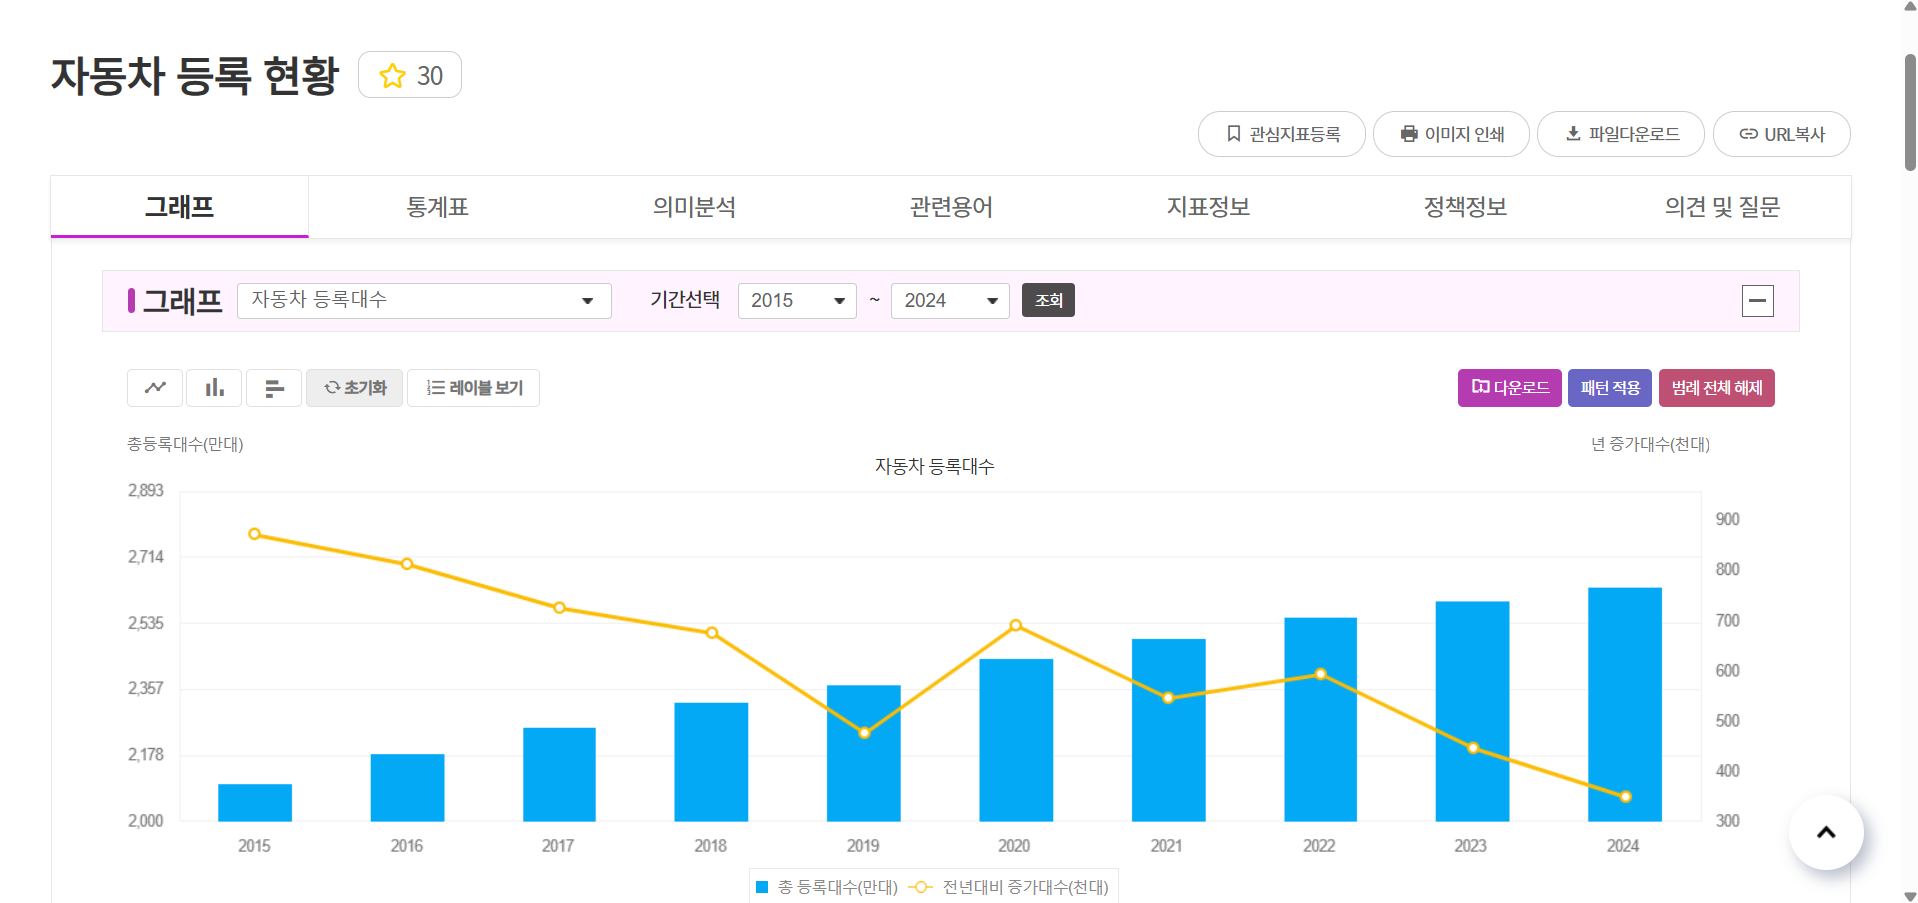 자동차 등록 현황 30
관심지표등록 이미지 인쇄 파일다운로드 URL복사
그래프 통계표 의미분석 관련용어 지표정보 정책정보 의견 및 질문
그래프 자동차 등록대수 기간선택 2015 ~ 2024 조회
초기화 레이블 보기 다운로드 패턴 적용 범례 전체 해제
총등록대수(만대) 년 증가대수(천대)
자동차 등록대수
2,893
900
2,714
800
2,535
700
2,357
600
500
2,178
400
2,000 300
2015 2016 2017 2018 2019 2020 2021 2022 2023 2024
총 등록대수(만대) 전년대비 증가대수(천대)